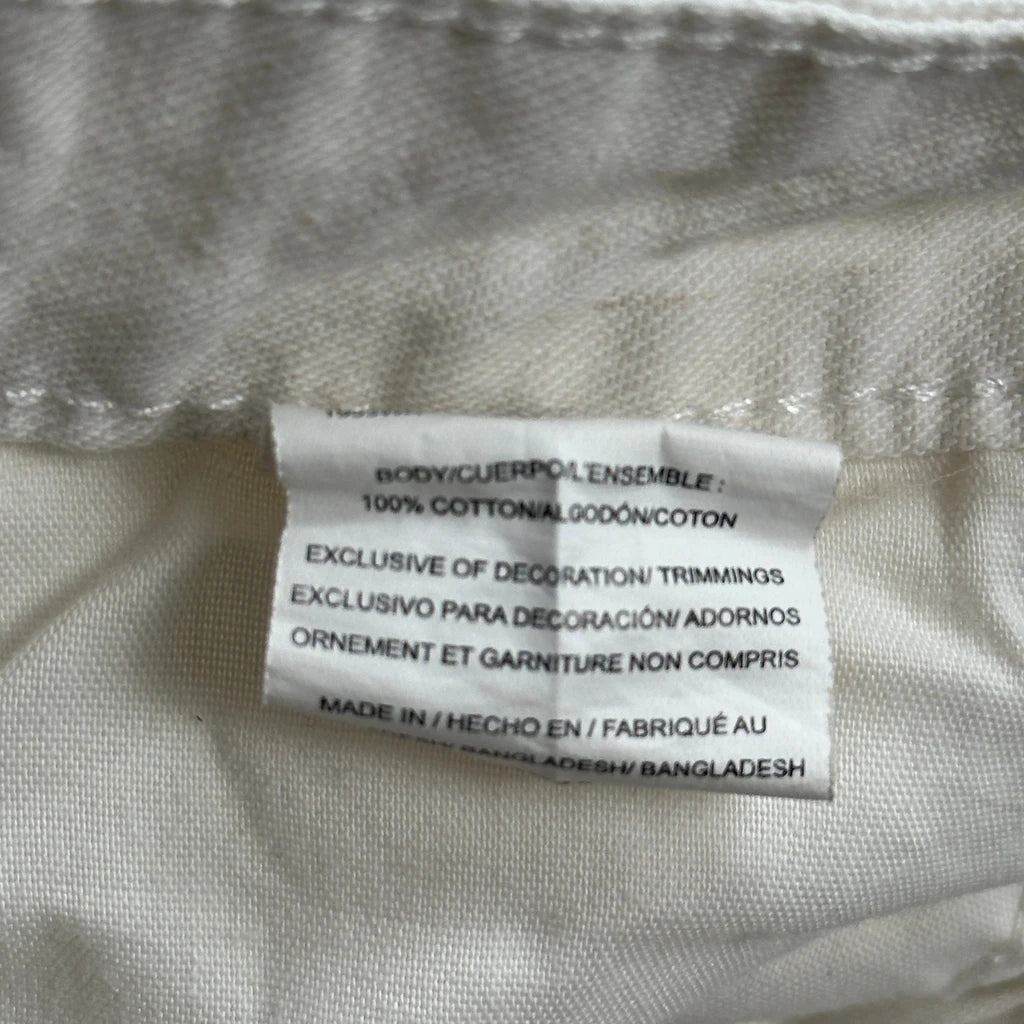 BODY/CUERPO/L'ENSEMBLE :
100% COTTON/ALGODÓN/COTON
EXCLUSIVE OF DECORATION/ TRIMMINGS
EXCLUSIVO PARA DECORACIÓN/ ADORNOS
ORNEMENT ET GARNITURE NON COMPRIS
MADE IN / HECHO EN / FABRIQUÉ AU
BANGLADESH/ BANGLADESH